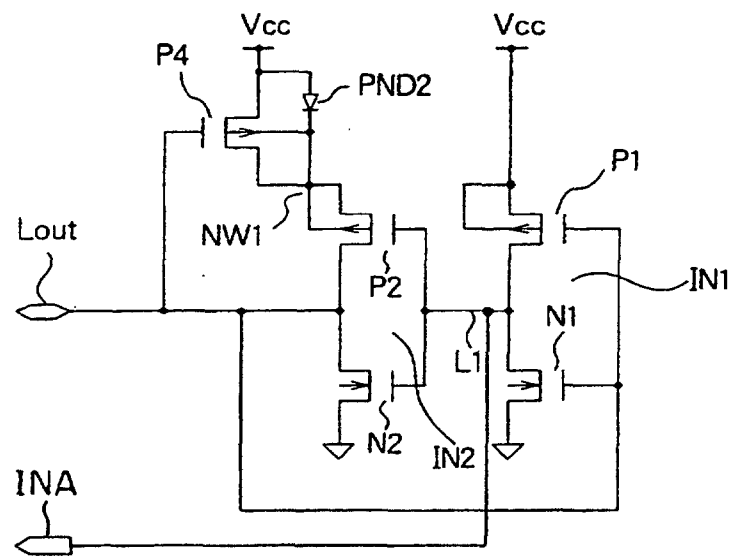 Vcc
Vcc
P4
PND2
P1
Lout
NW1
P2
IN1
N1
L1
N2
IN2
INA